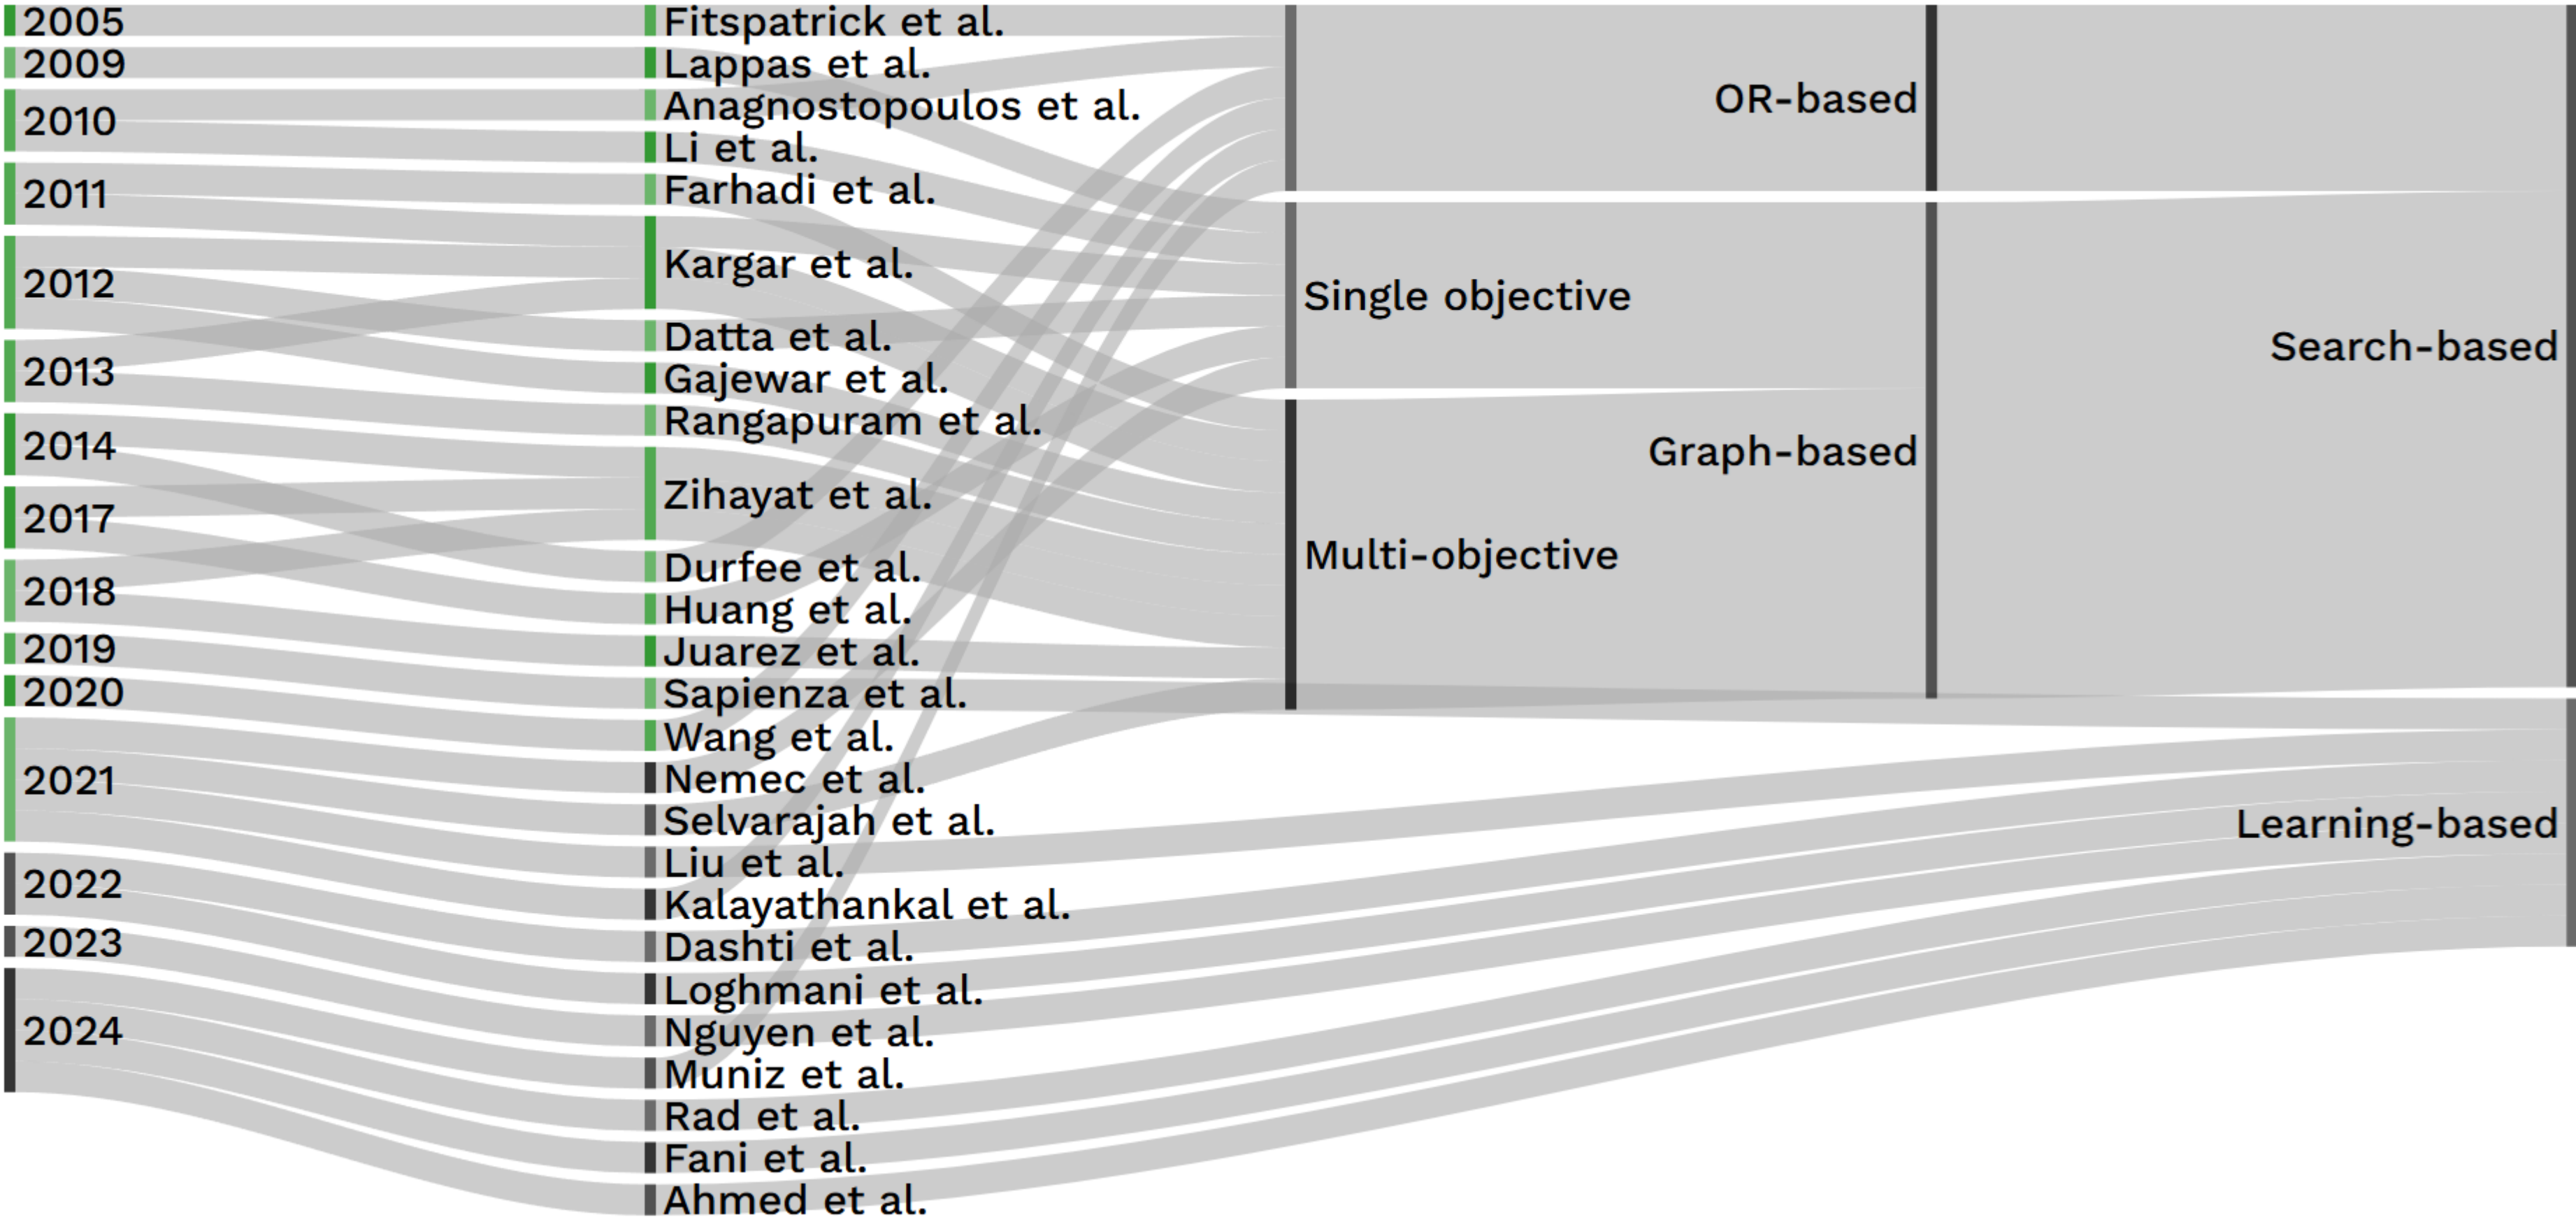 2005
2009
2010
2011
2012
2013
2014
2017
2018
2019
2020
2021
2022
2023
2024
Fitspatrick et al.
Lappas et al.
Anagnostopoulos et al.
Li et al.
Farhadi et al.
Kargar et al.
Datta et al.
Gajewar et al.
Rangapuram et al.
Zihayat et al.
Durfee et al.
Huang et al.
Juarez et al.
Sapienza et al.
Wang et al.
Nemec et al.
Selvarajah et al.
Liu et al.
Kalayathankal et al.
Dashti et al.
Loghmani et al.
Nguyen et al.
Muniz et al.
Rad et al.
Fani et al.
Ahmed et al.
Single objective
Multi-objective
OR-based
Graph-based
Search-based
Learning-based